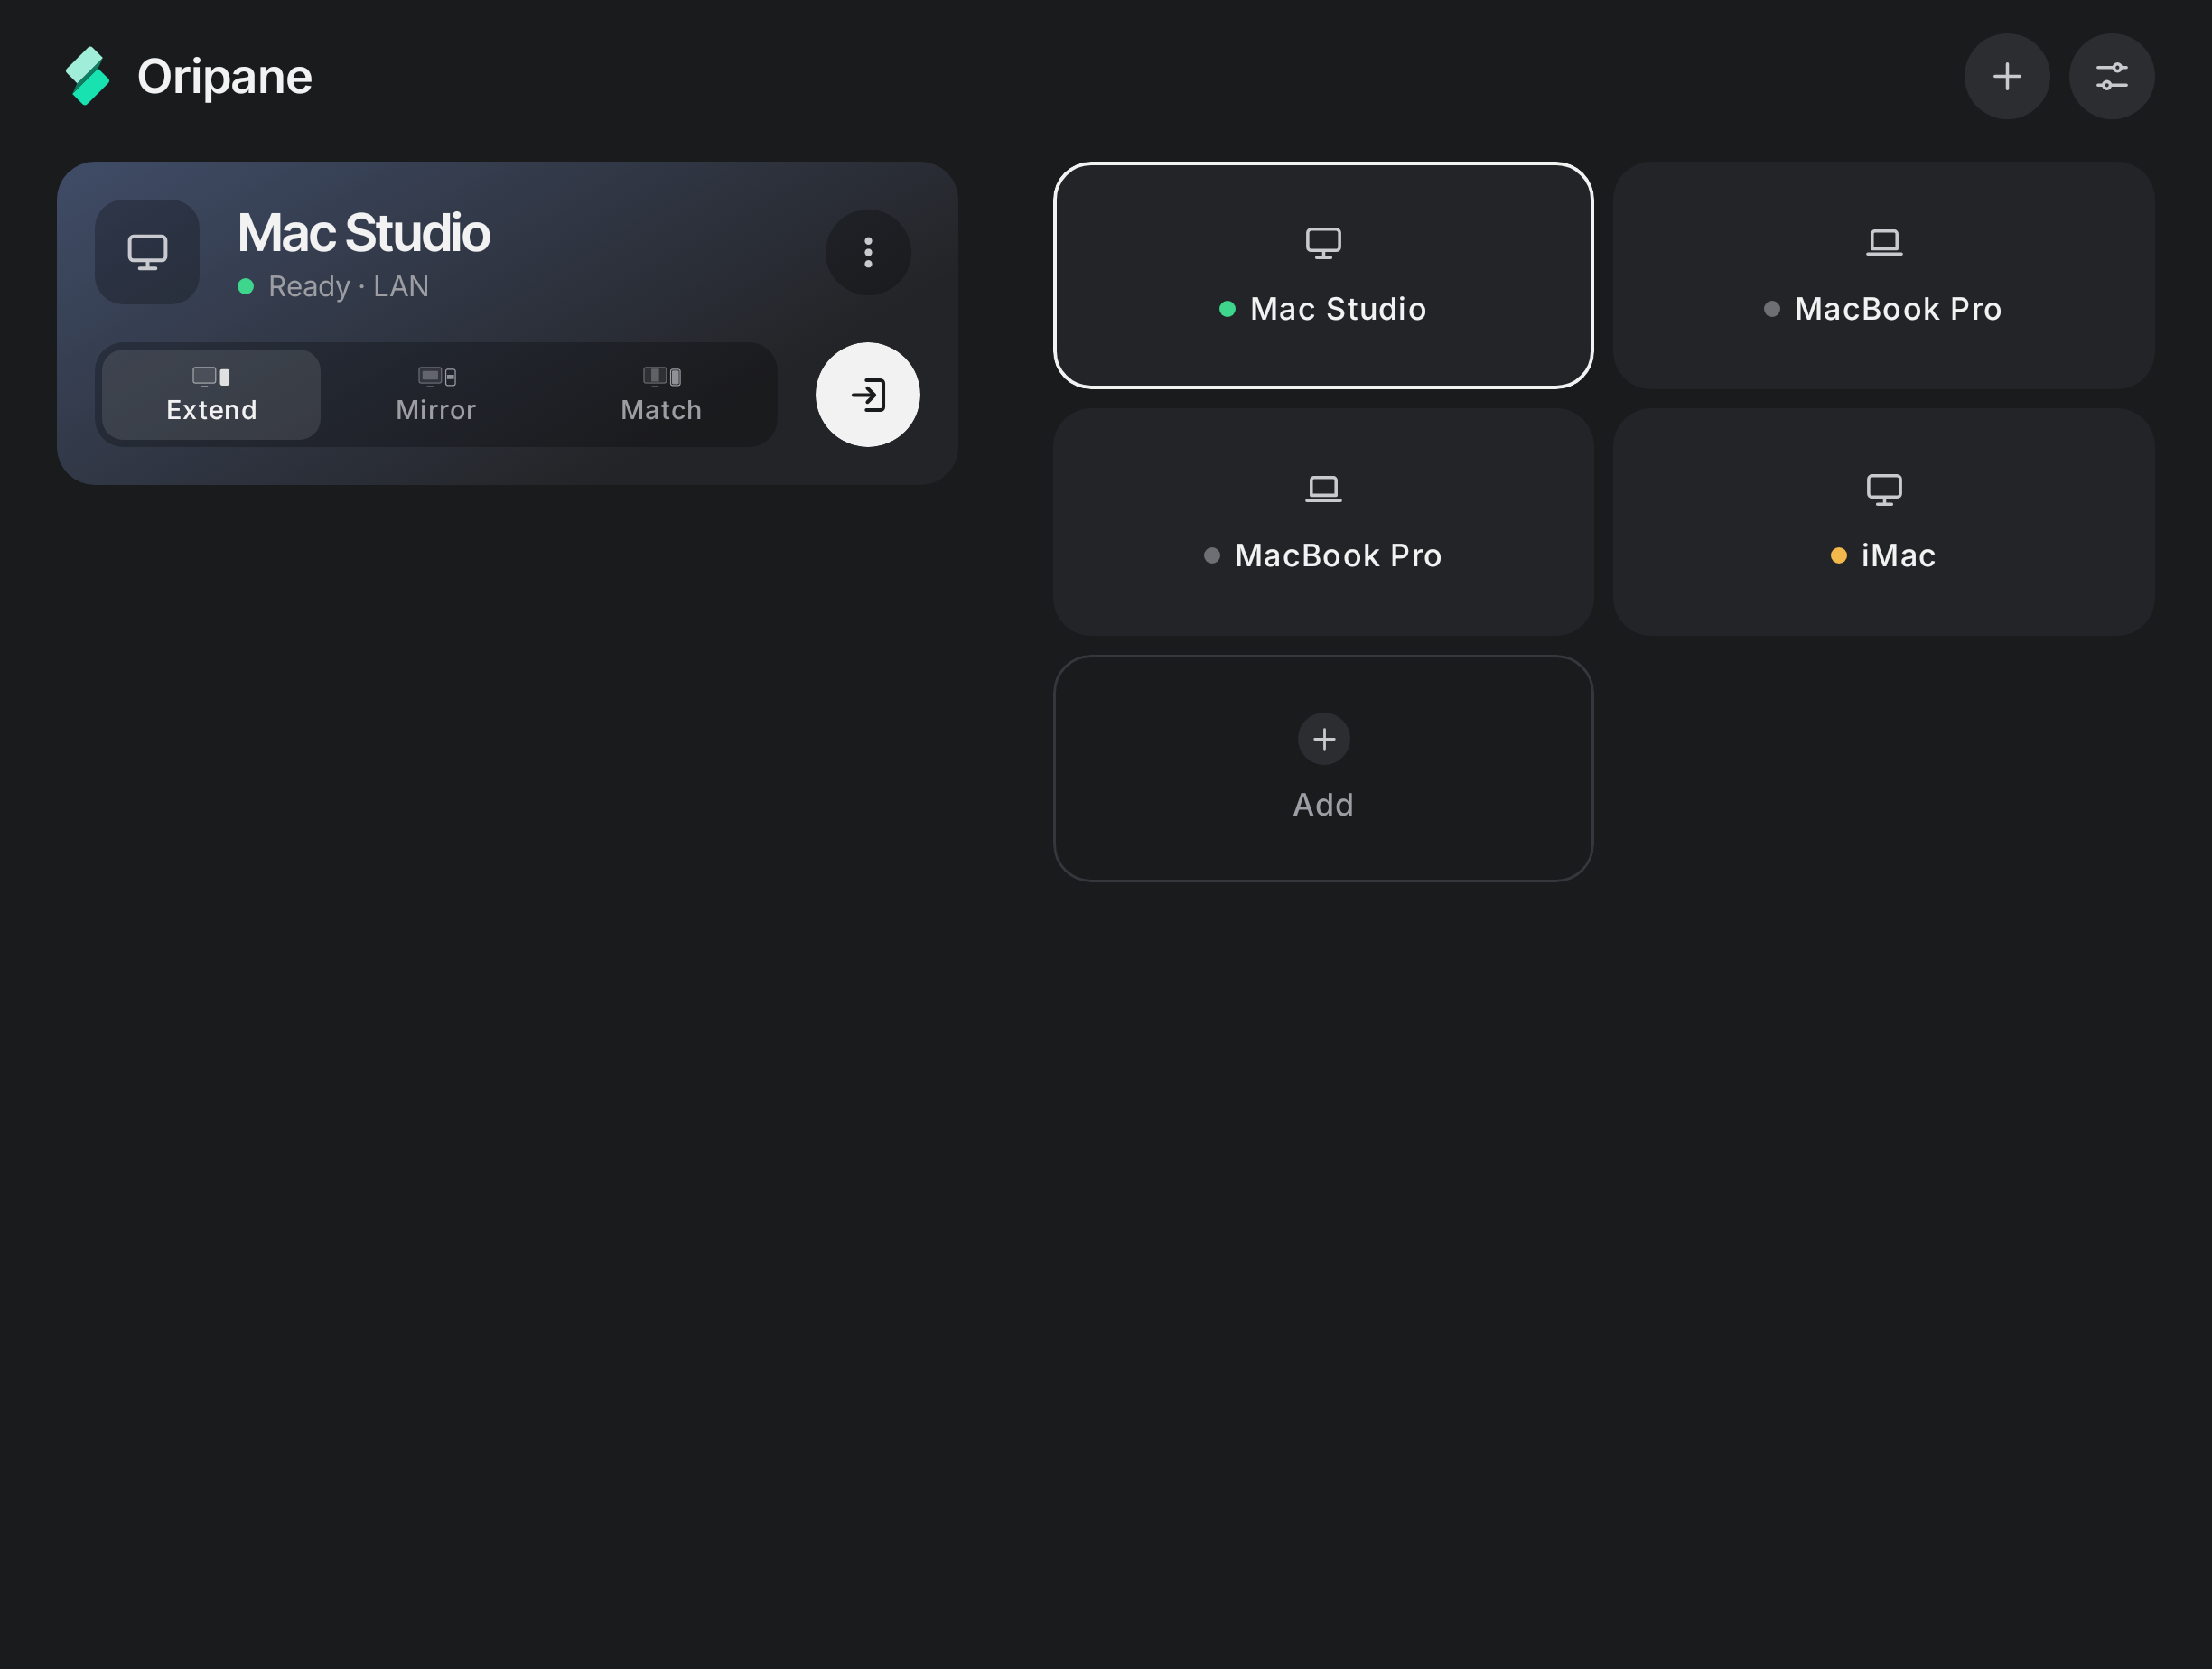 Oripane
Mac Studio
Ready · LAN
Extend
Mirror
Match
Mac Studio
MacBook Pro
MacBook Pro
iMac
Add